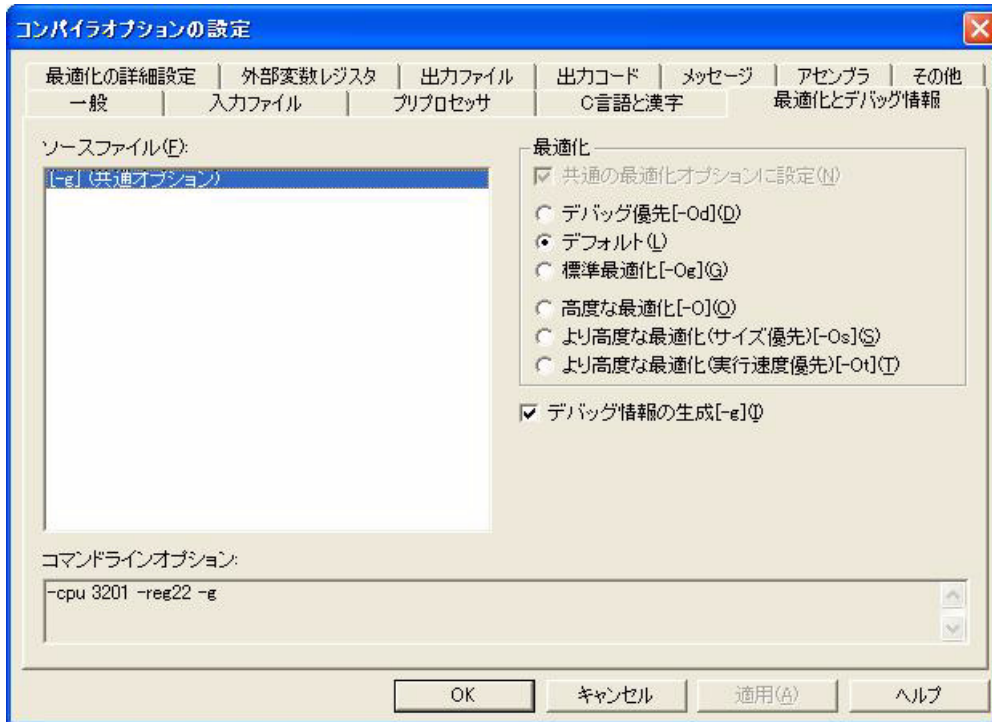 コンパイラオプションの設定
最適化の詳細設定 外部変数レジスタ 出力ファイル 出力コード メッセージ アセンブラ その他
一般 入力ファイル プリプロセッサ C言語と漢字 最適化とデバッグ情報
ソースファイル(F):
[-g] (共通オプション)
最適化
共通の最適化オプションに設定(N)
デバッグ優先[-Od](D)
デフォルト(L)
標準最適化[-Og](G)
高度な最適化[-O](O)
より高度な最適化(サイズ優先)[-Os](S)
より高度な最適化(実行速度優先)[-Ot](T)
デバッグ情報の生成[-g](I)
コマンドラインオプション:
-cpu 3201 -reg22 -g
OK キャンセル 適用(A) ヘルプ